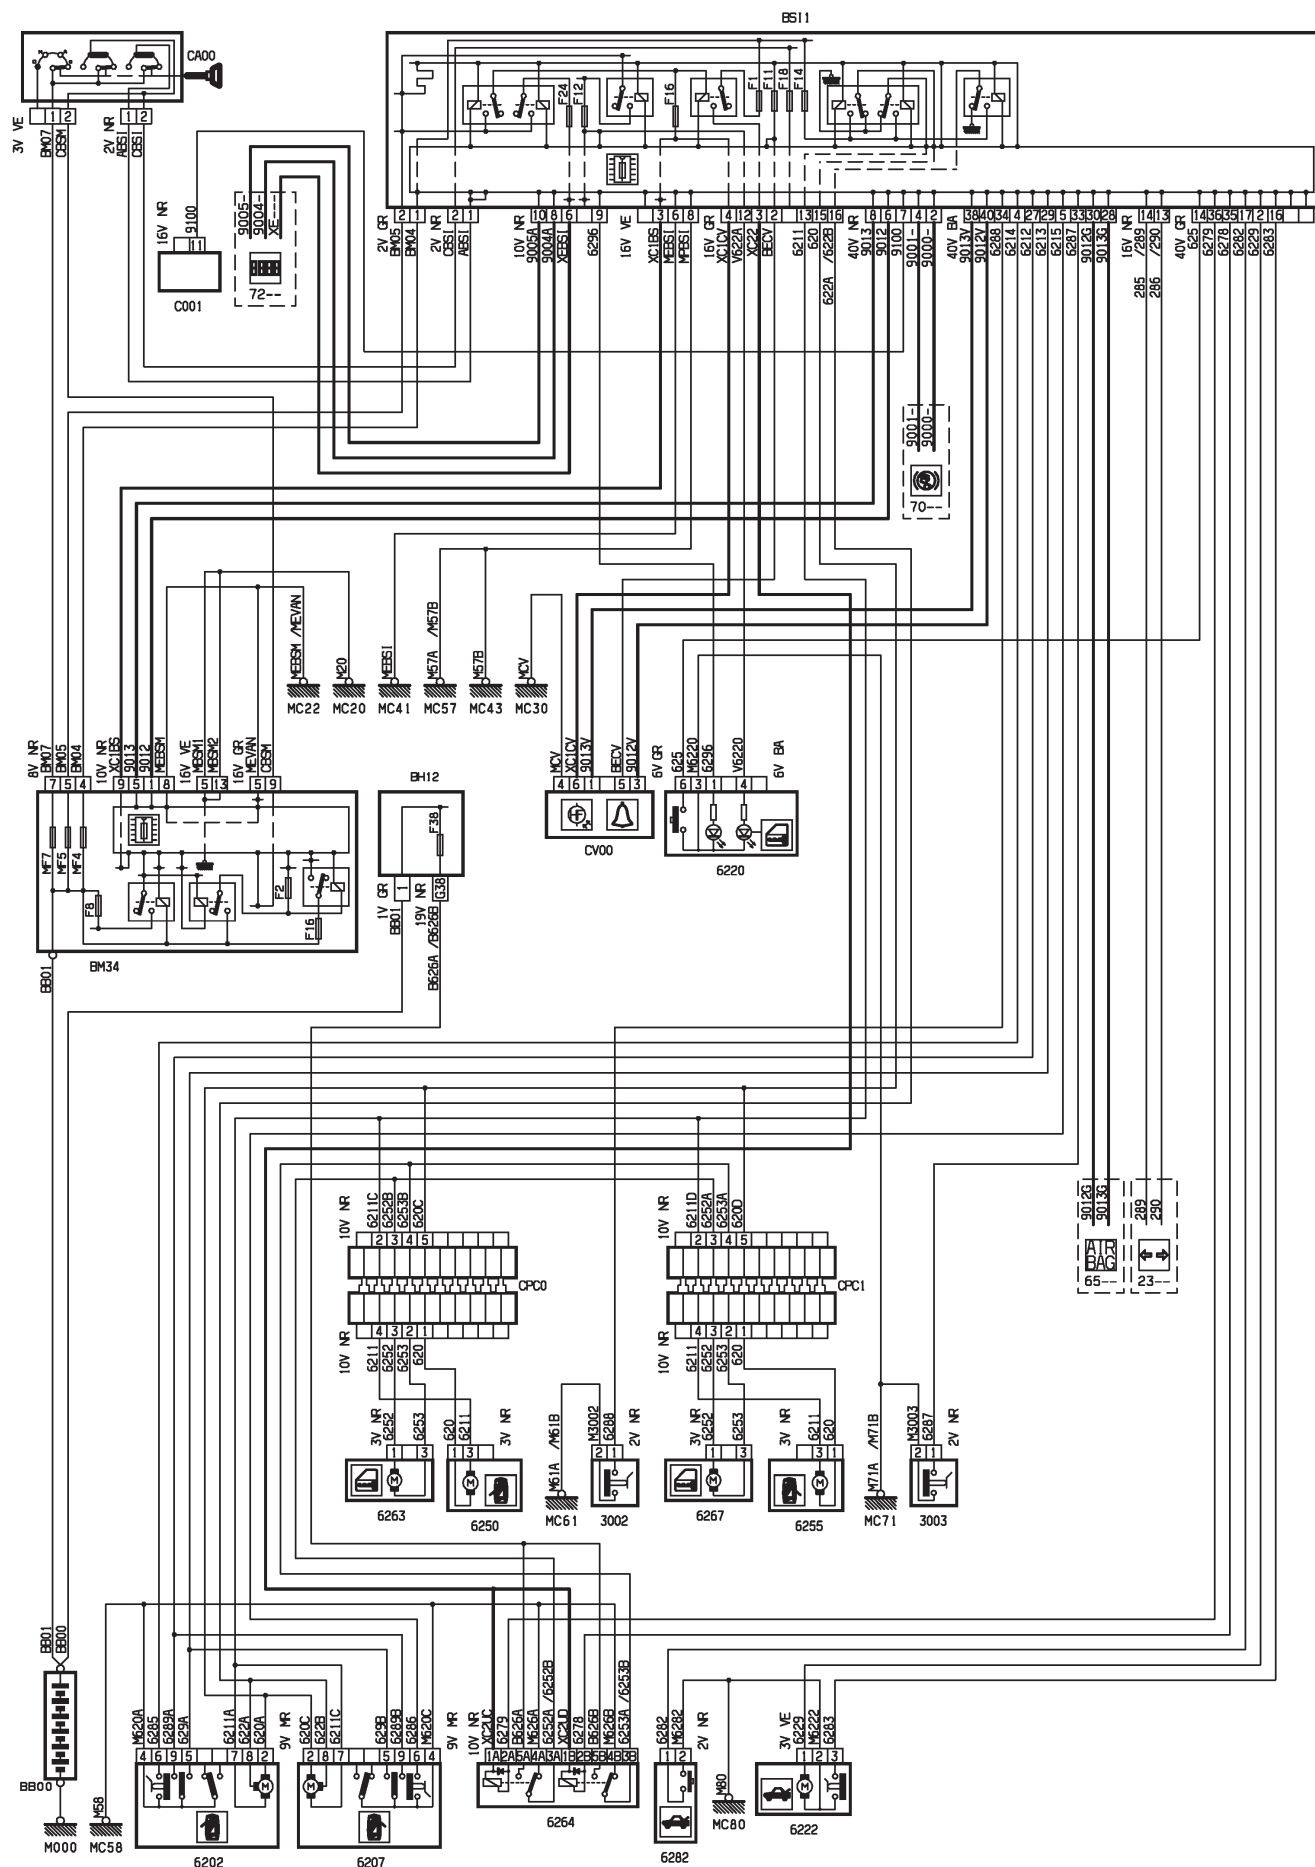 BSI1
CA00
3V VE
1
2
BM07
CBSM
2V NR
1
2
ABSI
CBSI
16V NR
9100
11
C001
9005-
9004-
XE---
72--
F24
F12
F16
F1
F11
F18
F14
2V GR
2
1
BM05
BM04
2V NR
2
1
CBSI
ABSI
10V NR
10
8
6
9
9005A
9004A
XEBSI
6296
16V VE
3
6
8
XC1BS
MEBSI
MPBSI
16V GR
4
12
3
2
XC1CV
V622A
XC22
BECV
13
15
16
6211
620
622A /622B
40V NR
8
6
7
4
2
9013
9012
9100
9001-
9000-
40V BA
38
40
34
4
27
29
5
33
30
28
9013V
9012V
6288
6214
6212
6213
6215
6287
9012G
9013G
16V NR
14
13
/289
/290
285
286
40V GR
14
36
35
17
2
16
625
6279
6278
6282
6229
6283
9001-
9000-
70--
MEBSM /MEVAN
M20
MEBSI
M57A /M57B
M57B
MCV
MC22
MC20
MC41
MC57
MC43
MC30
8V NR
BM07
BM05
BM04
7
5
4
10V NR
XC1BS
9013
9012
MEBSM
9
5
1
8
16V VE
MBSM1
MBSM2
5
13
16V GR
MEVAN
CBSM
5
9
MF7
MF5
MF4
F8
F2
F16
BM34
BB01
BH12
F38
1V GR
1
BB01
19V NR
G38
B626A /B626B
MCV
XC1CV
9013V
BECV
9012V
4
6
1
5
3
CV00
6V GR
625
M6220
6296
V6220
6V BA
6
3
1
4
6220
10V NR
6211C
6252B
6253B
620C
2
3
4
5
CPC0
10V NR
4
3
2
1
6211
6252
6253
620
10V NR
6211D
6252A
6253A
620D
2
3
4
5
CPC1
10V NR
4
3
2
1
6211
6252
6253
620
9012G
9013G
AIR
BAG
65--
289
290
23--
3V NR
6252
6253
1
3
M
6263
620
6211
3V NR
1
3
M
6250
M61A /M61B
MC61
M3002
6288
2V NR
2
1
3002
3V NR
6252
6253
1
3
M
6267
6211
620
3V NR
3
1
M
6255
M71A /M71B
MC71
M3003
6287
2V NR
2
1
3003
BB01
BB00
BB00
M000
M58
MC58
M620A
6285
6289A
629A
6211A
622A
620A
9V MR
4
6
9
5
7
8
2
M
6202
620C
622B
6211C
629B
6289B
6286
M620C
9V MR
2
8
7
5
9
6
4
M
6207
10V NR
XC2UC
6279
B626A
M626A
6252A /6252B
XC2UD
6278
B626B
M626B
6253A /6253B
1A
2A
5A
4A
3A
1B
2B
5B
4B
3B
6264
6282
M6282
2V NR
1
2
6282
M80
MC80
3V VE
6229
M6222
6283
1
2
3
M
6222